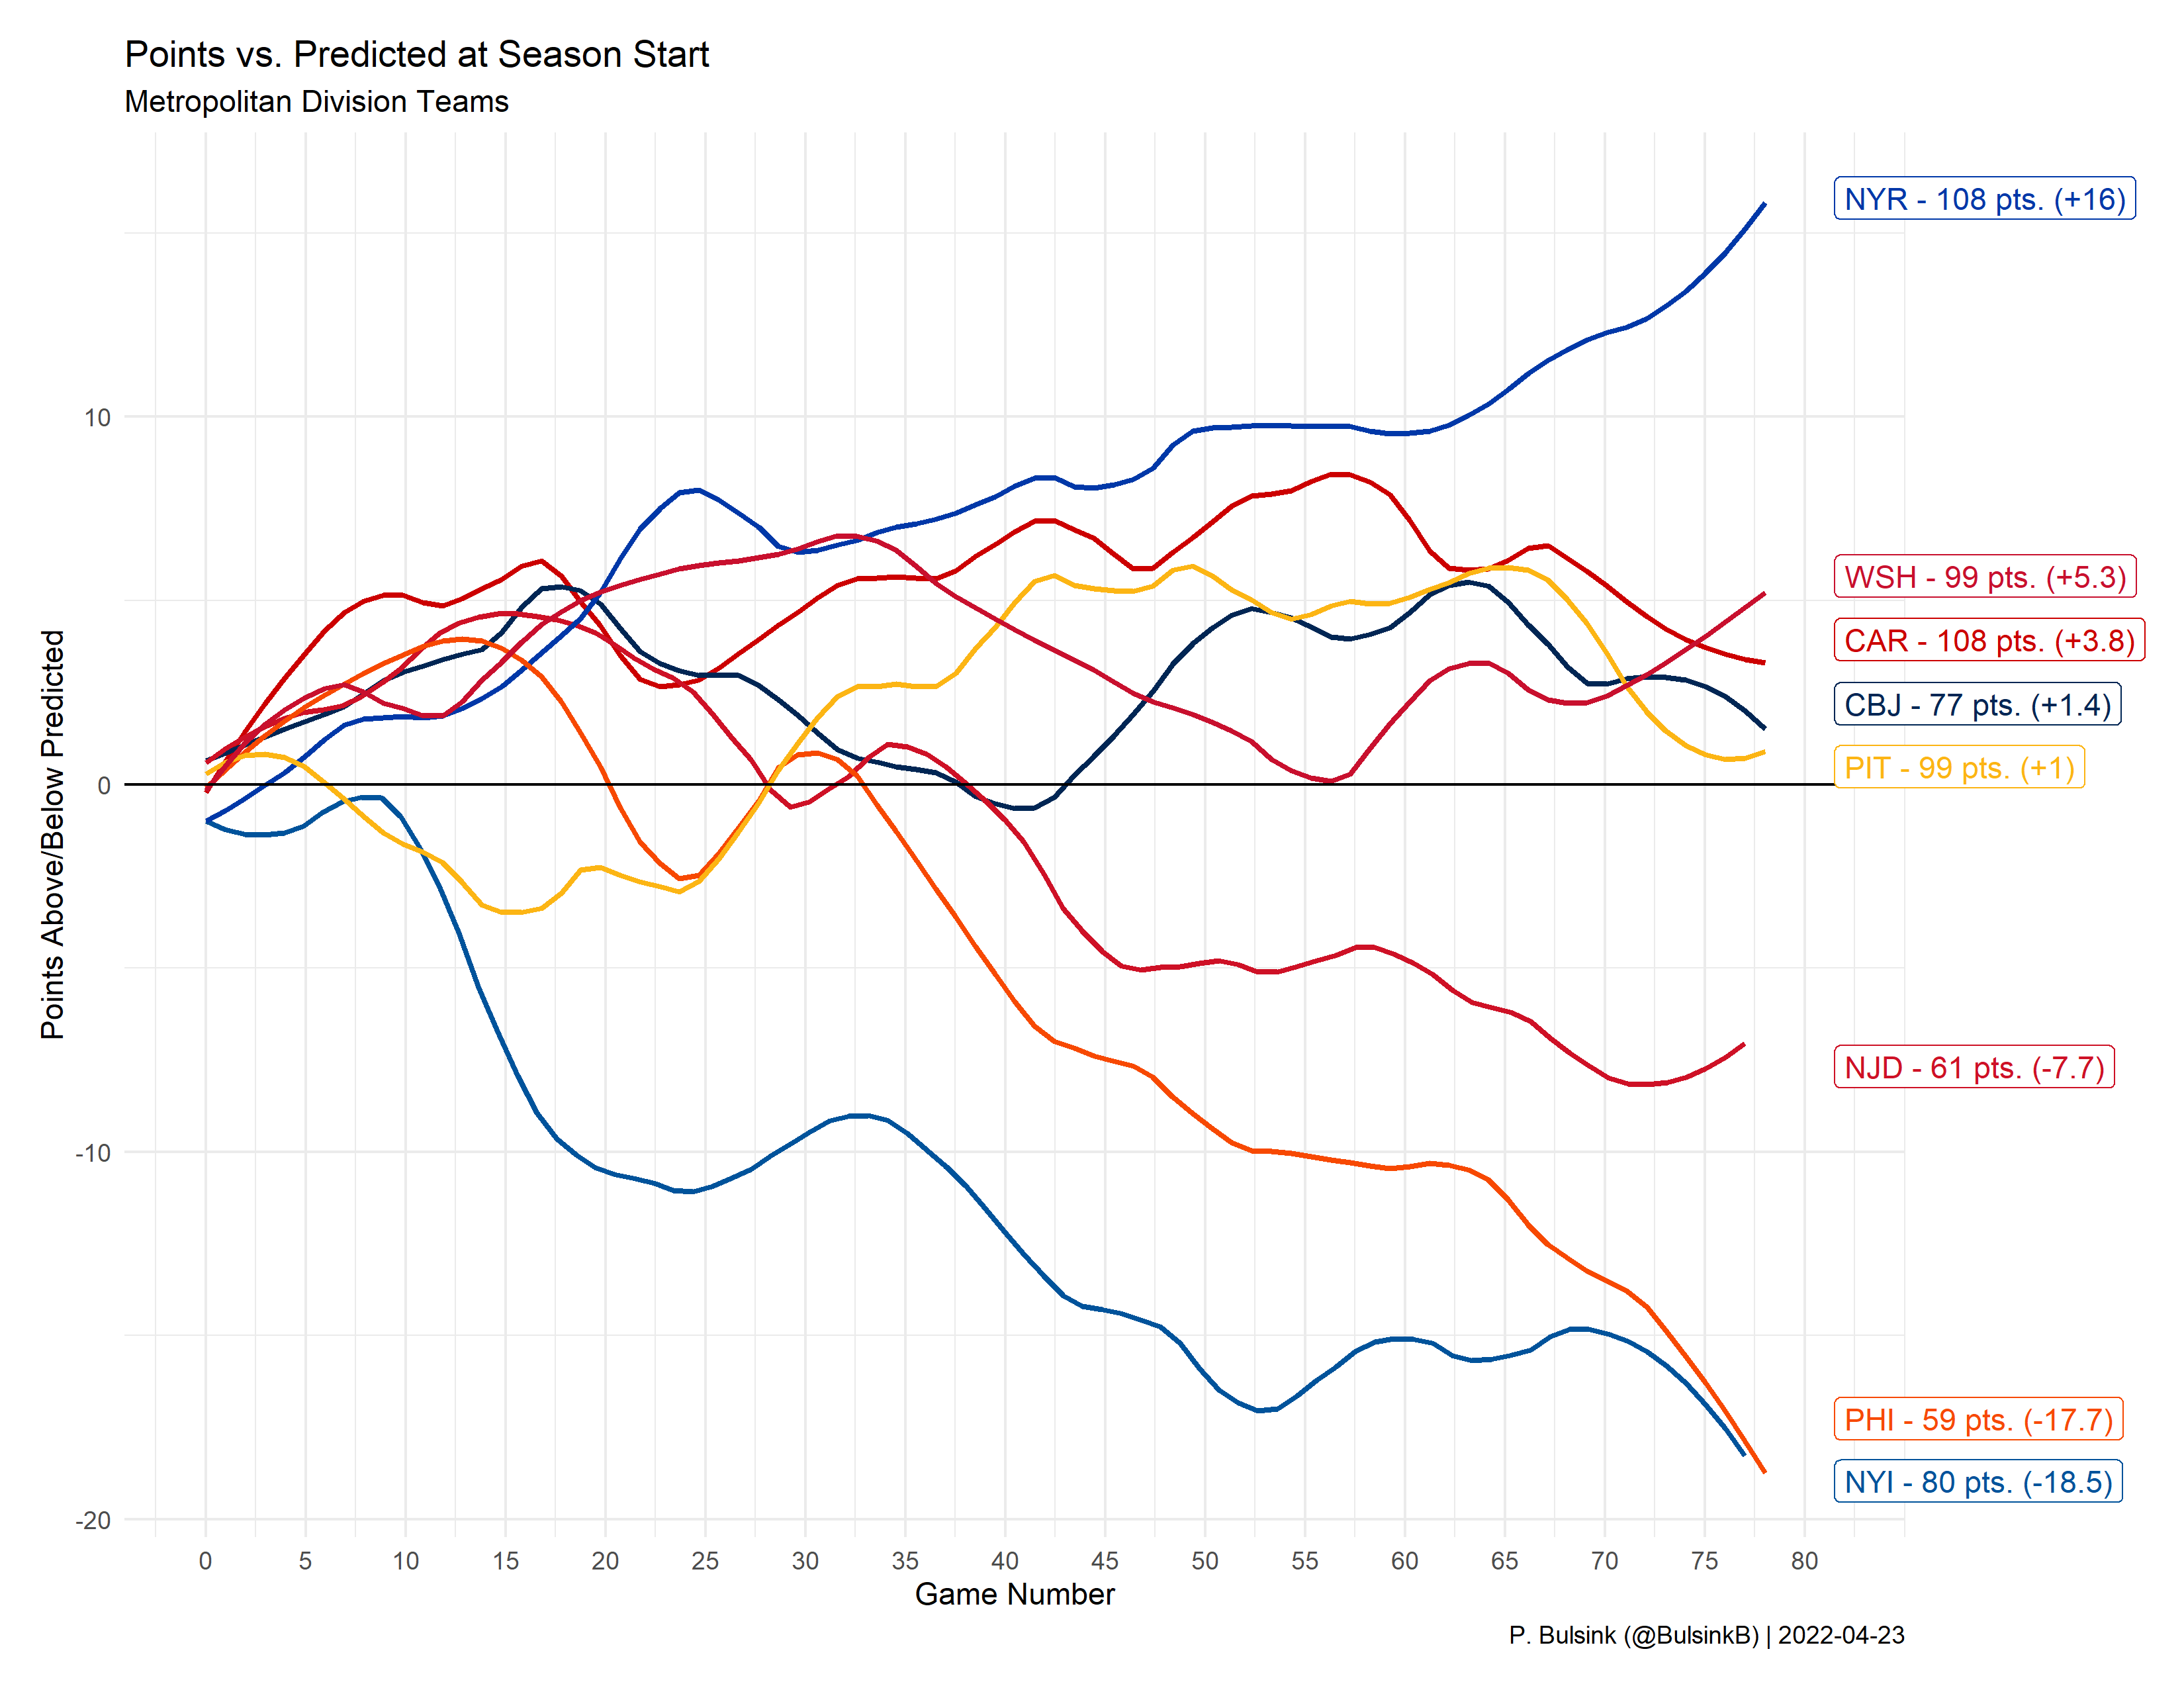 Points vs. Predicted at Season Start
Metropolitan Division Teams
Points Above/Below Predicted
10
0
-10
-20
NYR - 108 pts. (+16)
WSH - 99 pts. (+5.3)
CAR - 108 pts. (+3.8)
CBJ - 77 pts. (+1.4)
PIT - 99 pts. (+1)
NJD - 61 pts. (-7.7)
PHI - 59 pts. (-17.7)
NYI - 80 pts. (-18.5)
0 5 10 15 20 25 30 35 40 45 50 55 60 65 70 75 80
Game Number
P. Bulsink (@BulsinkB) | 2022-04-23